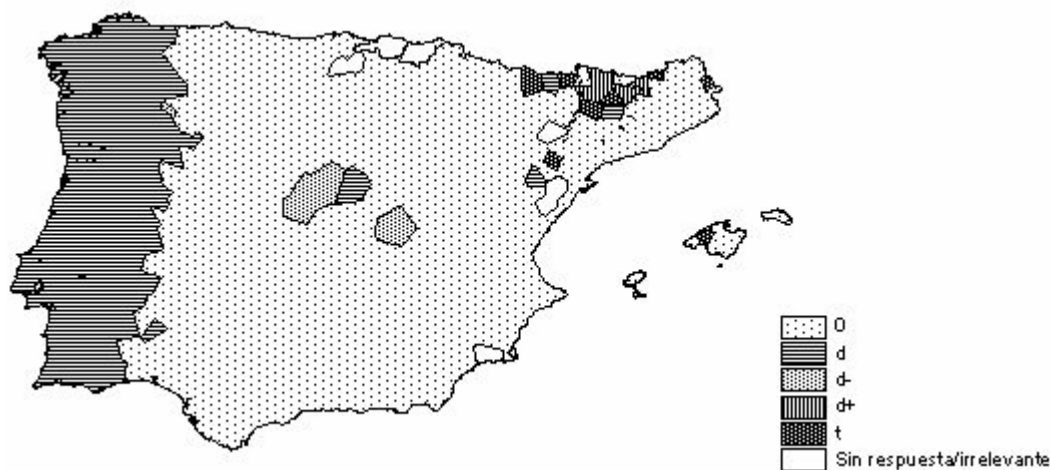 0
d
d-
d+
t
Sin respuesta/irrelevante